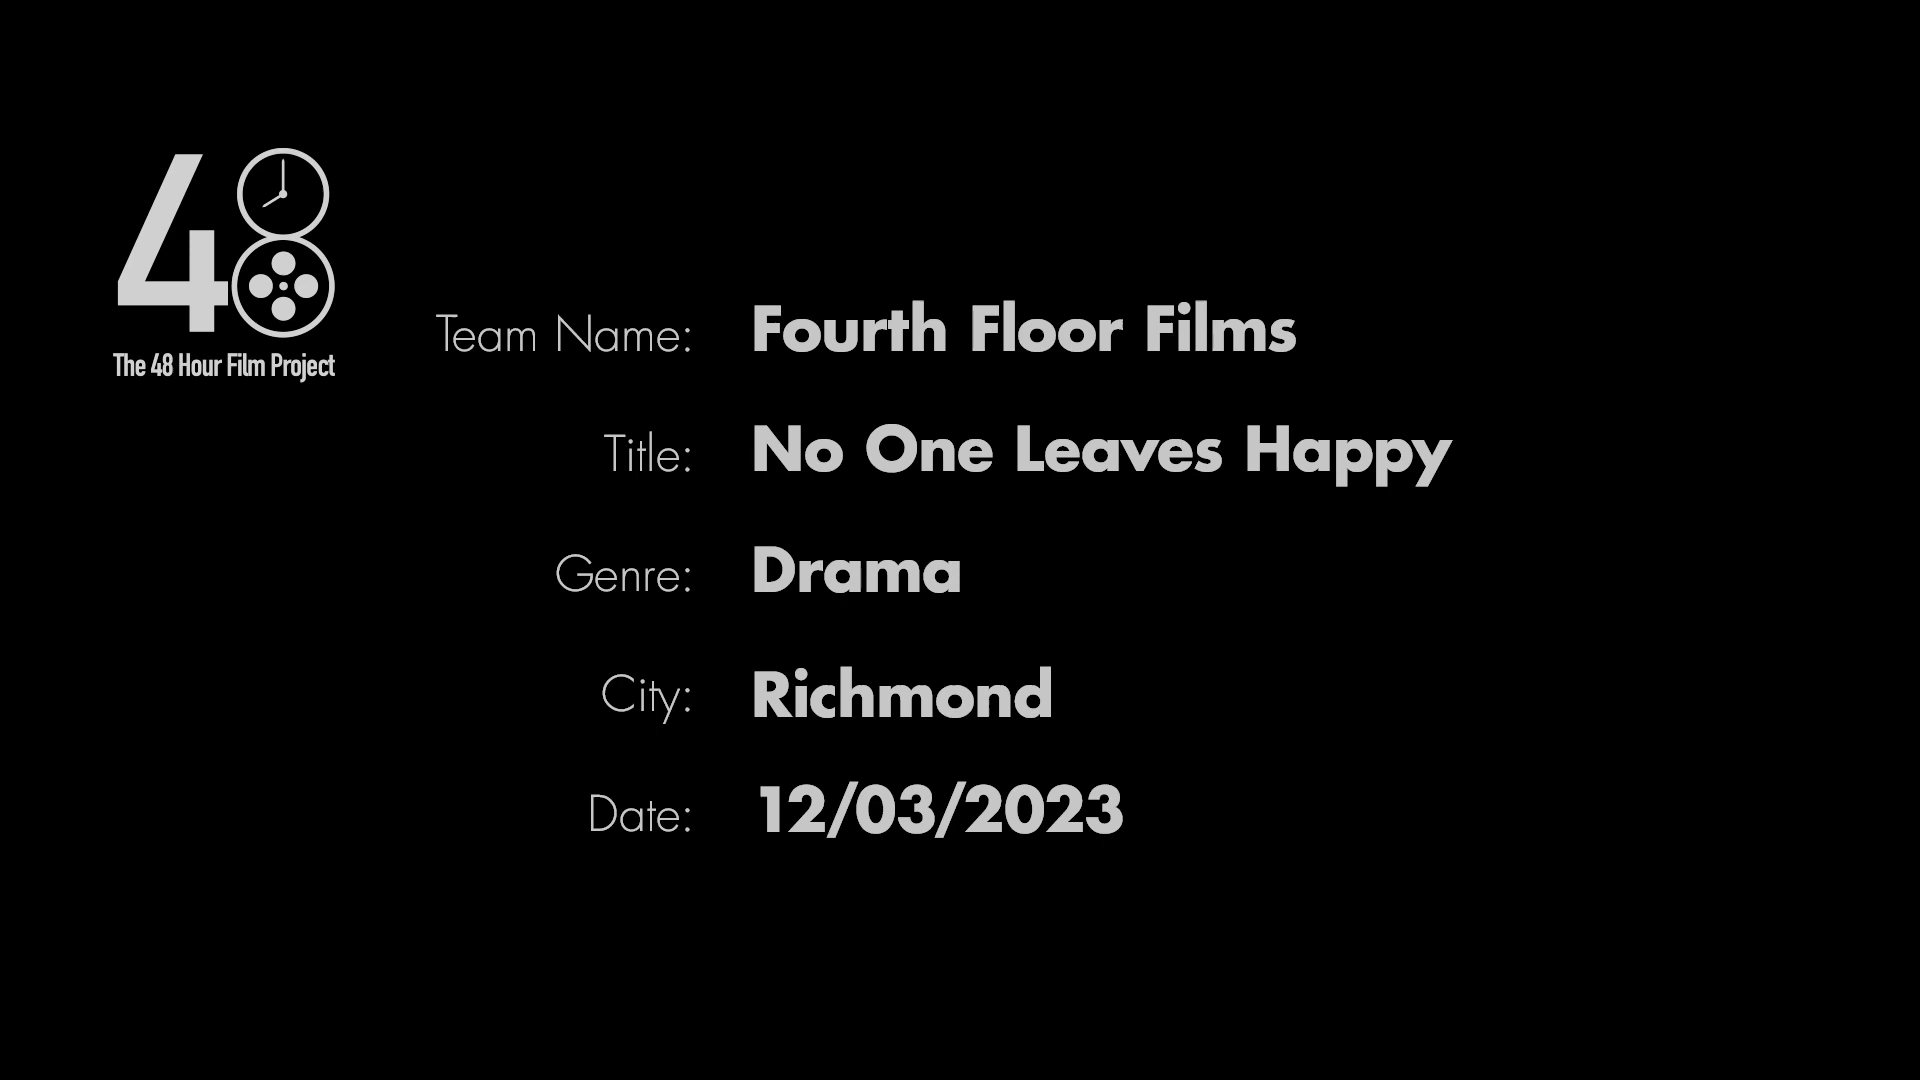 48
The 48 Hour Film Project
Team Name: Fourth Floor Films
Title: No One Leaves Happy
Genre: Drama
City: Richmond
Date: 12/03/2023